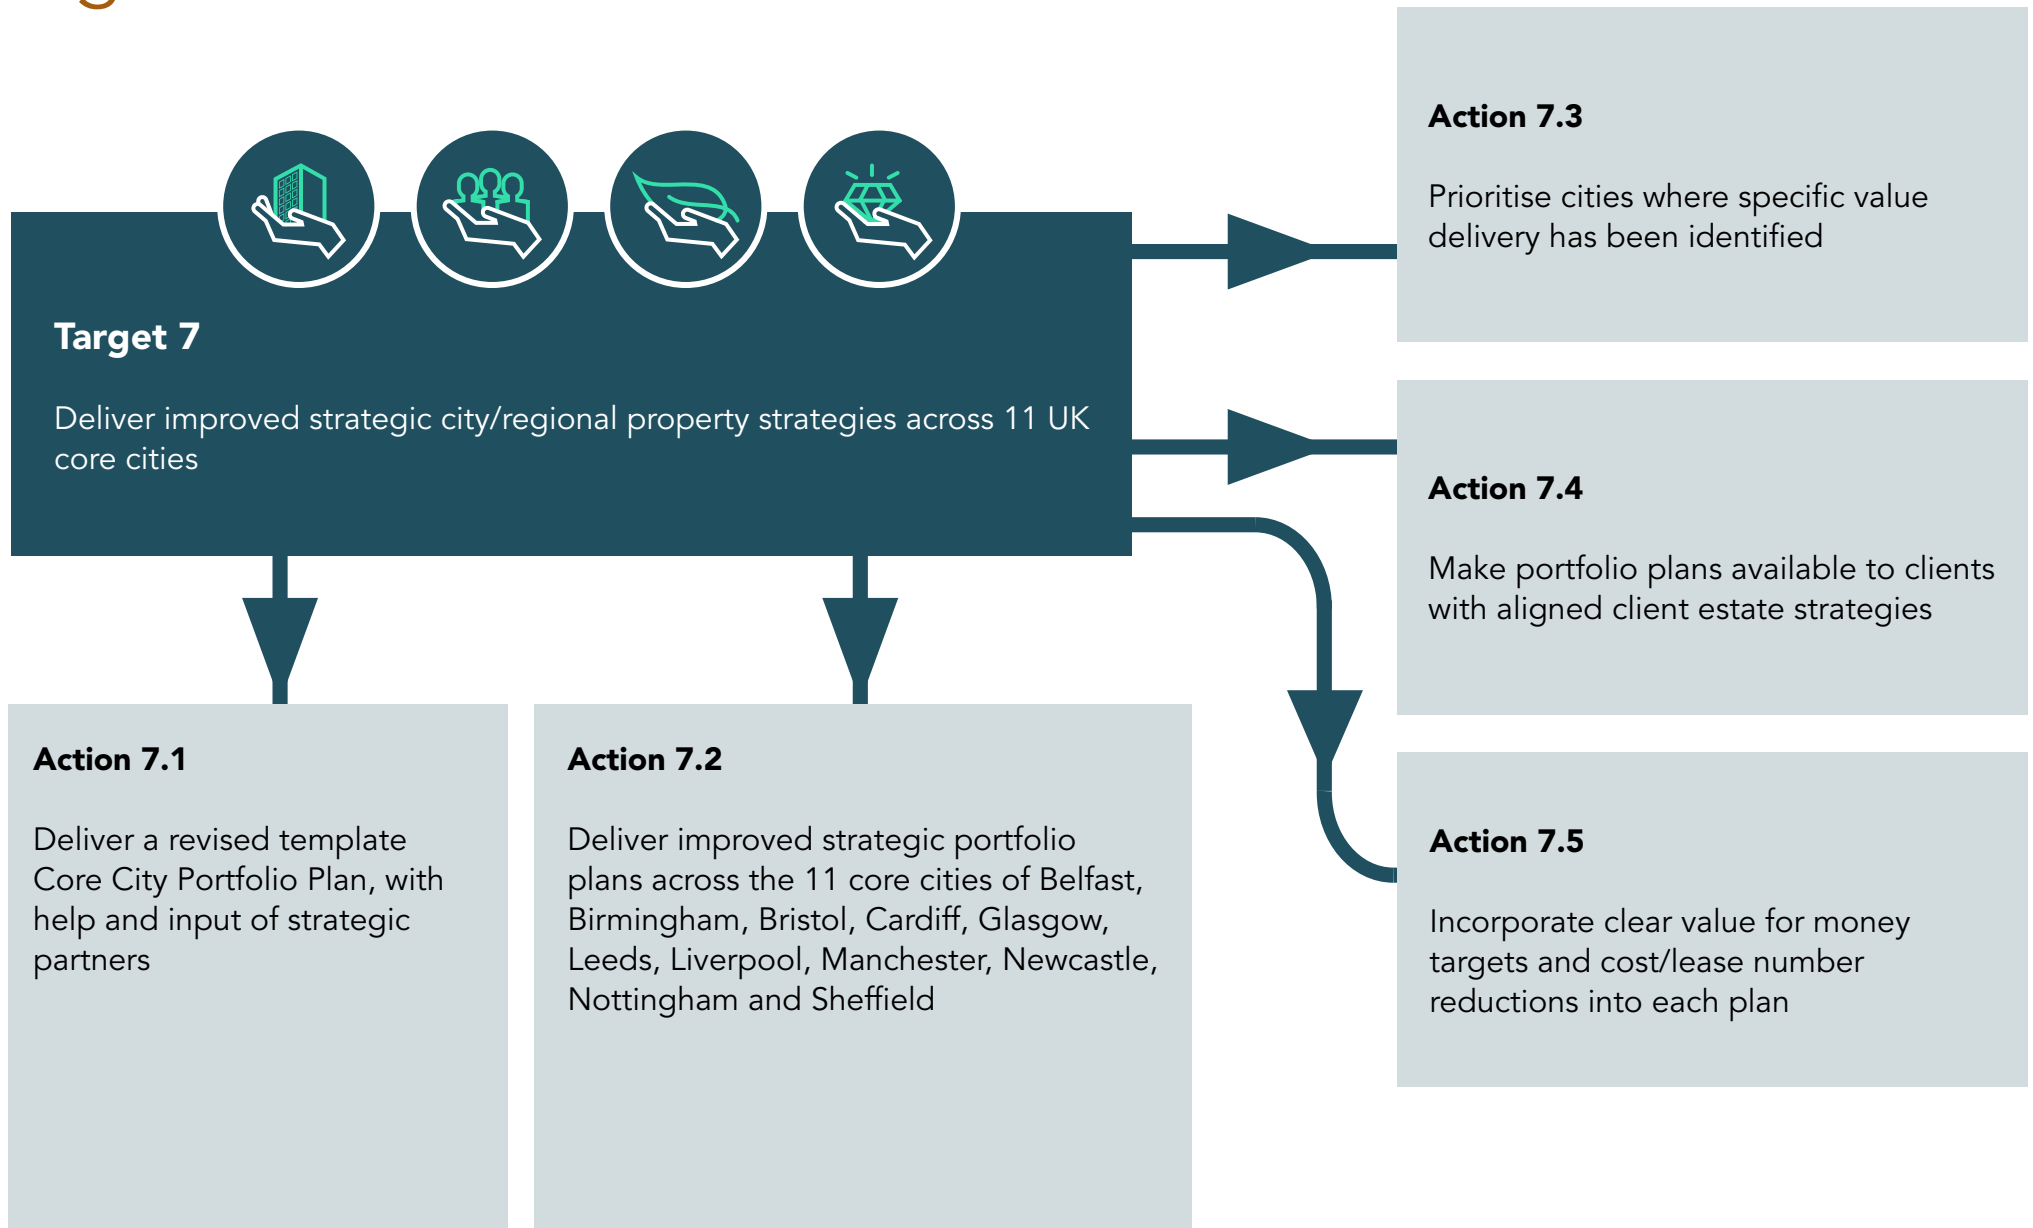 Target 7
Deliver improved strategic city/regional property strategies across 11 UK
core cities
Action 7.1
Deliver a revised template
Core City Portfolio Plan, with
help and input of strategic
partners
Action 7.2
Deliver improved strategic portfolio
plans across the 11 core cities of Belfast,
Birmingham, Bristol, Cardiff, Glasgow,
Leeds, Liverpool, Manchester, Newcastle,
Nottingham and Sheffield
Action 7.3
Prioritise cities where specific value
delivery has been identified
Action 7.4
Make portfolio plans available to clients
with aligned client estate strategies
Action 7.5
Incorporate clear value for money
targets and cost/lease number
reductions into each plan